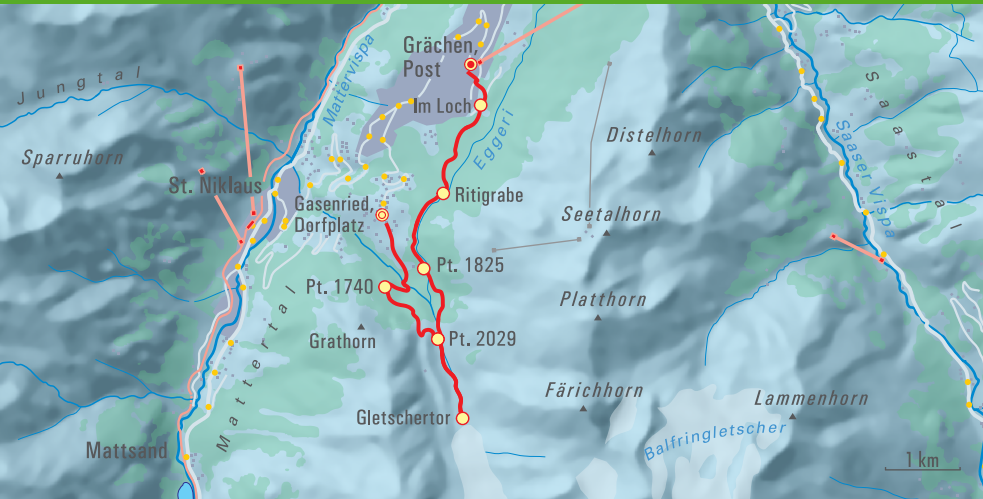 Grächen,
Post
Jungtal
Mattervispa
Im Loch
Eggeri
Distelhorn
Saastal
Saaser Vispa
Sparruhorn
St. Niklaus
Gasenried,
Dorfplatz
Ritigrabe
Seetalhorn
Pt. 1825
Pt. 1740
Platthorn
Mattertal
Grathorn
Pt. 2029
Färichhorn
Lammenhorn
Gletschertor
Balfringletscher
Mattsand
1 km